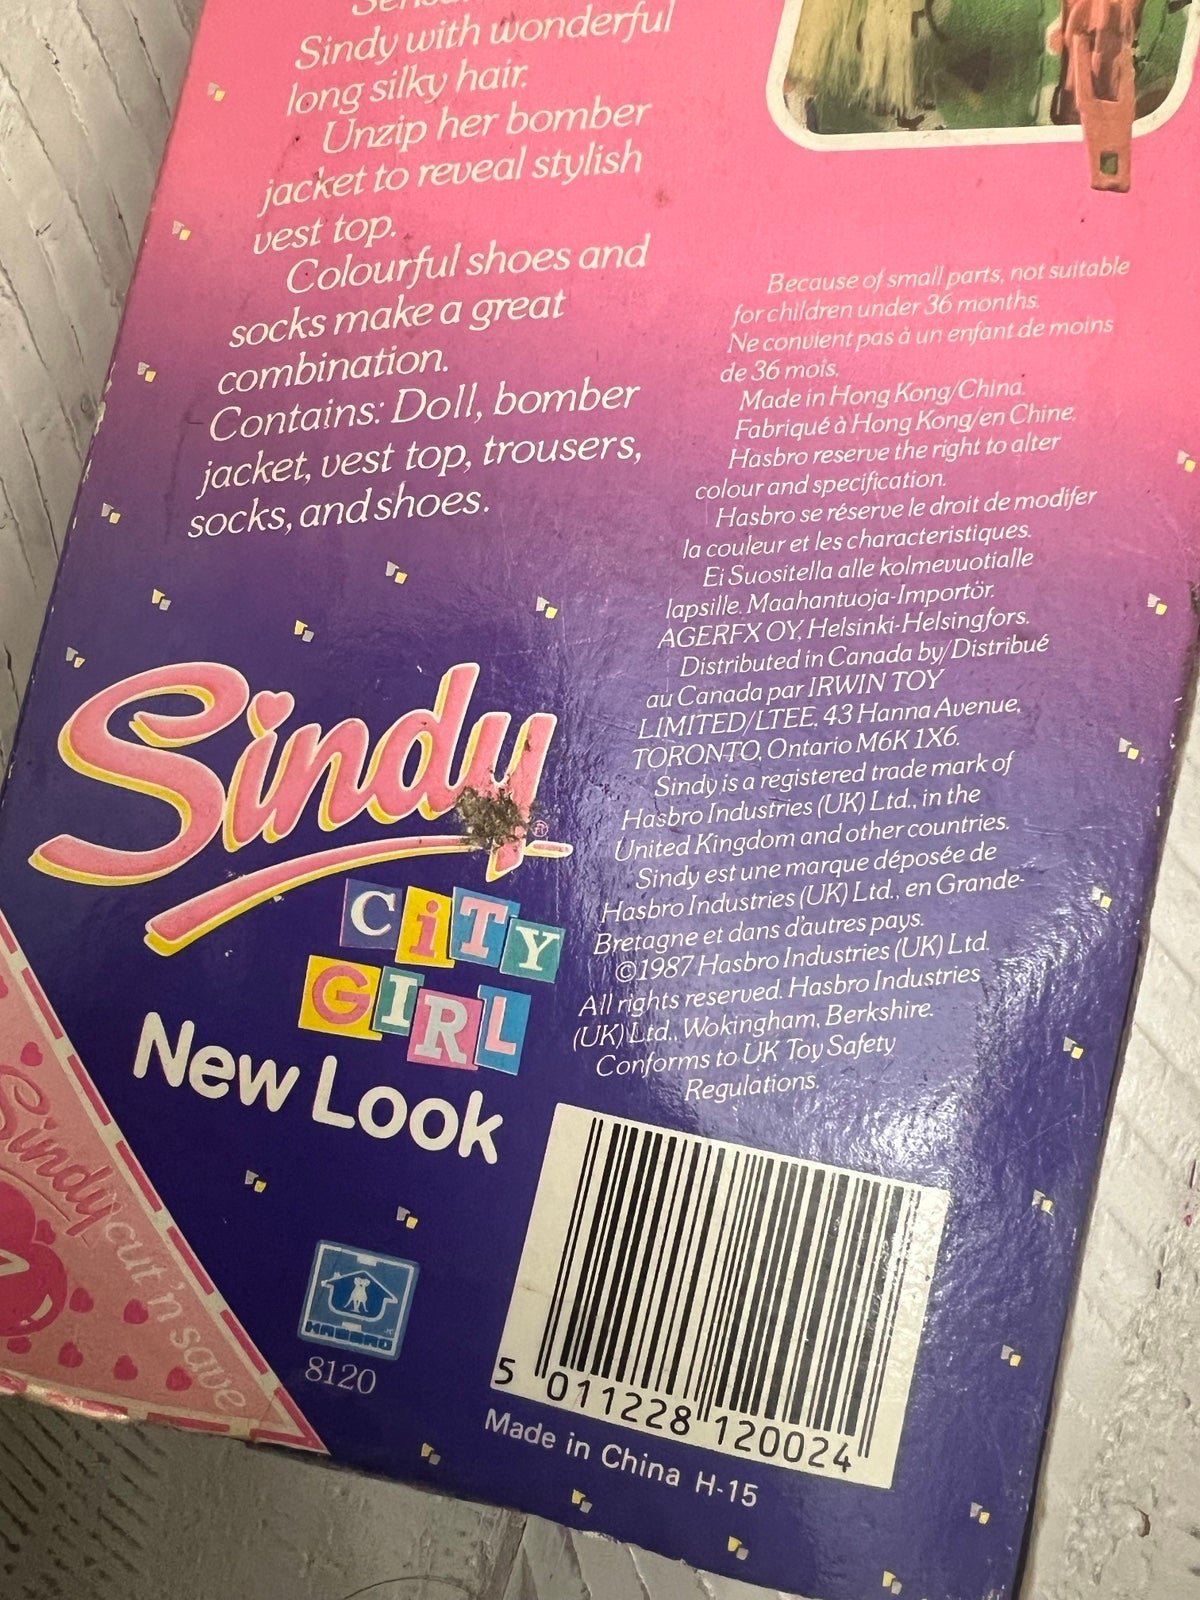 Sindy with wonderful
long silky hair.
Unzip her bomber
jacket to reveal stylish
vest top.
Colourful shoes and
socks make a great
combination.
Contains: Doll, bomber
jacket, vest top, trousers,
socks, and shoes.
Because of small parts, not suitable
for children under 36 months.
Ne convient pas à un enfant de moins
de 36 mois.
Made in Hong Kong/China.
Fabriqué à Hong Kong/en Chine.
Hasbro reserve the right to alter
colour and specification.
Hasbro se réserve le droit de modifer
la couleur et les characteristiques.
Ei Suositella alle kolmevuotialle
lapsille. Maahantuoja-Importör.
AGERFX OY, Helsinki-Helsingfors.
Distributed in Canada by/Distribué
au Canada par IRWIN TOY
LIMITED/LTEE, 43 Hanna Avenue,
TORONTO, Ontario M6K 1X6.
Sindy is a registered trade mark of
Hasbro Industries (UK) Ltd., in the
United Kingdom and other countries.
Sindy est une marque déposée de
Hasbro Industries (UK) Ltd., en Grande-
Bretagne et dans d'autres pays.
©1987 Hasbro Industries (UK) Ltd.
All rights reserved. Hasbro Industries
(UK) Ltd., Wokingham, Berkshire.
Conforms to UK Toy Safety
Regulations.
Sindy®
CiTY
GIRL
New Look
Sindy cut 'n save
HASBRO
8120
5 011228 120024
Made in China H-15